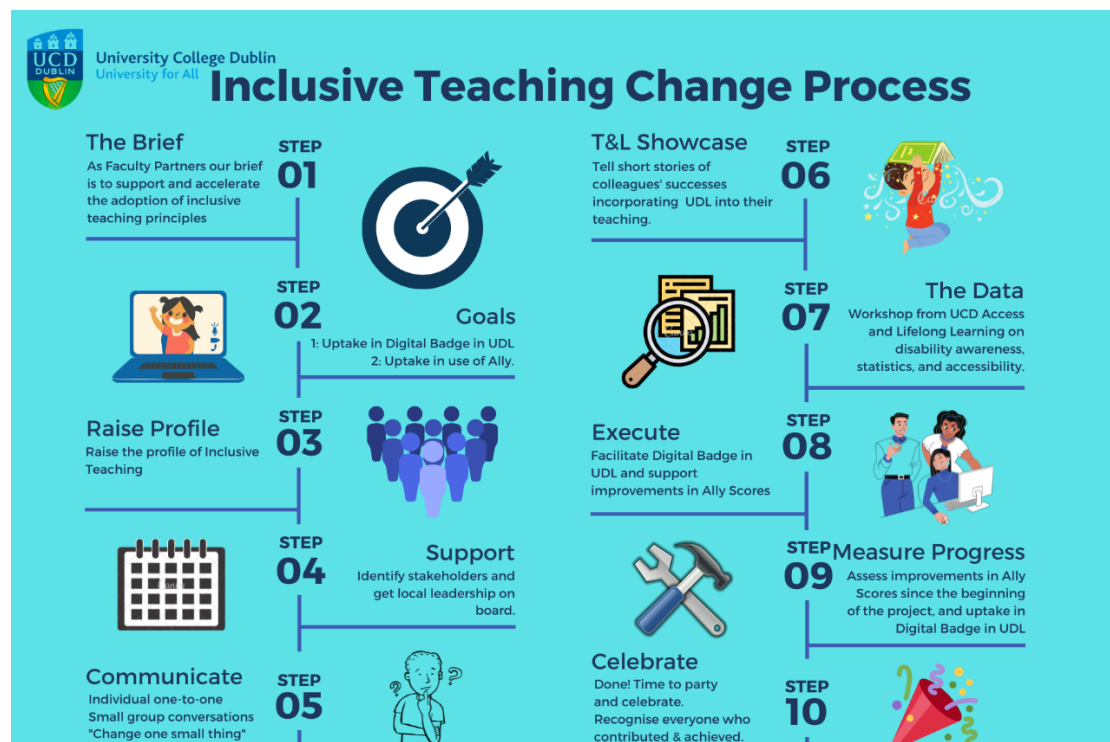 UCD
DUBLIN
University College Dublin
University for All
Inclusive Teaching Change Process
The Brief
As Faculty Partners our brief
is to support and accelerate
the adoption of inclusive
teaching principles
STEP
01
STEP
02
Goals
1: Uptake in Digital Badge in UDL
2: Uptake in use of Ally.
Raise Profile
Raise the profile of Inclusive
Teaching
STEP
03
STEP
04
Support
Identify stakeholders and
get local leadership on
board.
Communicate
Individual one-to-one
Small group conversations
"Change one small thing"
STEP
05
T&L Showcase
Tell short stories of
colleagues' successes
incorporating UDL into their
teaching.
STEP
06
STEP
07
The Data
Workshop from UCD Access
and Lifelong Learning on
disability awareness,
statistics, and accessibility.
Execute
Facilitate Digital Badge in
UDL and support
improvements in Ally Scores
STEP
08
STEP
09
Measure Progress
Assess improvements in Ally
Scores since the beginning
of the project, and uptake in
Digital Badge in UDL
Celebrate
Done! Time to party
and celebrate.
Recognise everyone who
contributed & achieved.
STEP
10